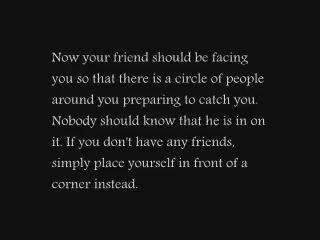 Now your friend should be facing
you so that there is a circle of people
around you preparing to catch you.
Nobody should know that he is in on
it. If you don't have any friends,
simply place yourself in front of a
corner instead.